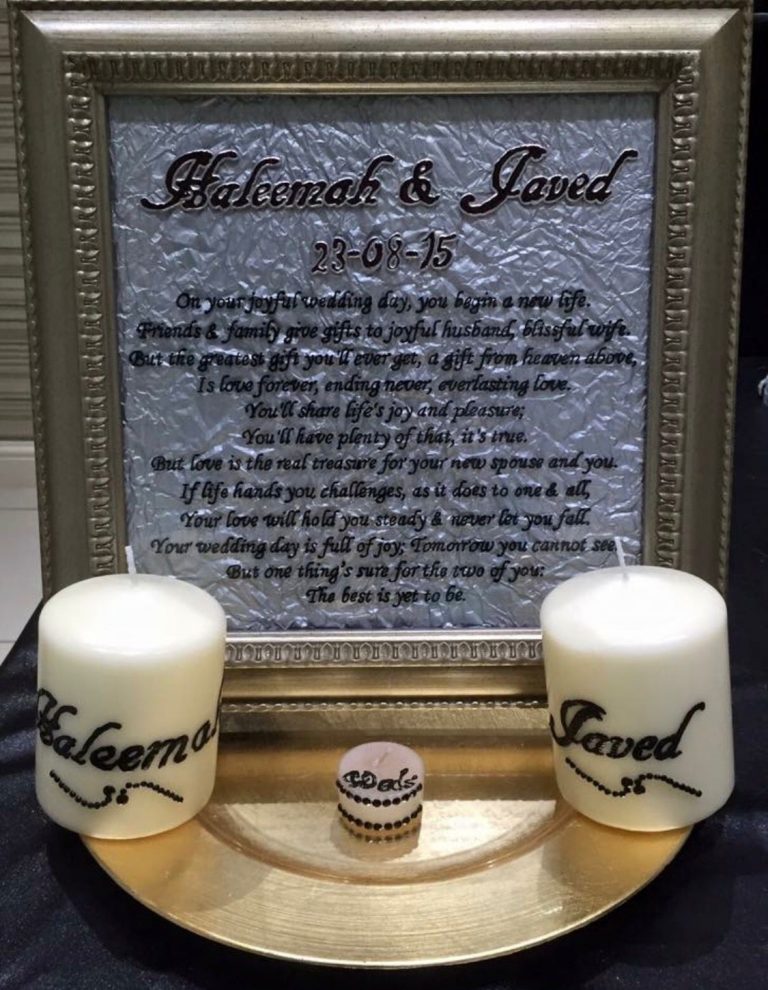 Haleemah & Javed
23-08-15
On your joyful wedding day, you begin a new life.
Friends & family give gifts to joyful husband, blissful wife.
But the greatest gift you'll ever get, a gift from heaven above,
Is love forever, ending never, everlasting love.
You'll share life's joy and pleasure;
You'll have plenty of that, it's true.
But love is the real treasure for your new spouse and you.
If life hands you challenges, as it does to one & all,
Your love will hold you steady & never let you fall.
Your wedding day is full of joy; Tomorrow you cannot see.
But one thing's sure for the two of you:
The best is yet to be.
Haleemah
Weds
Javed